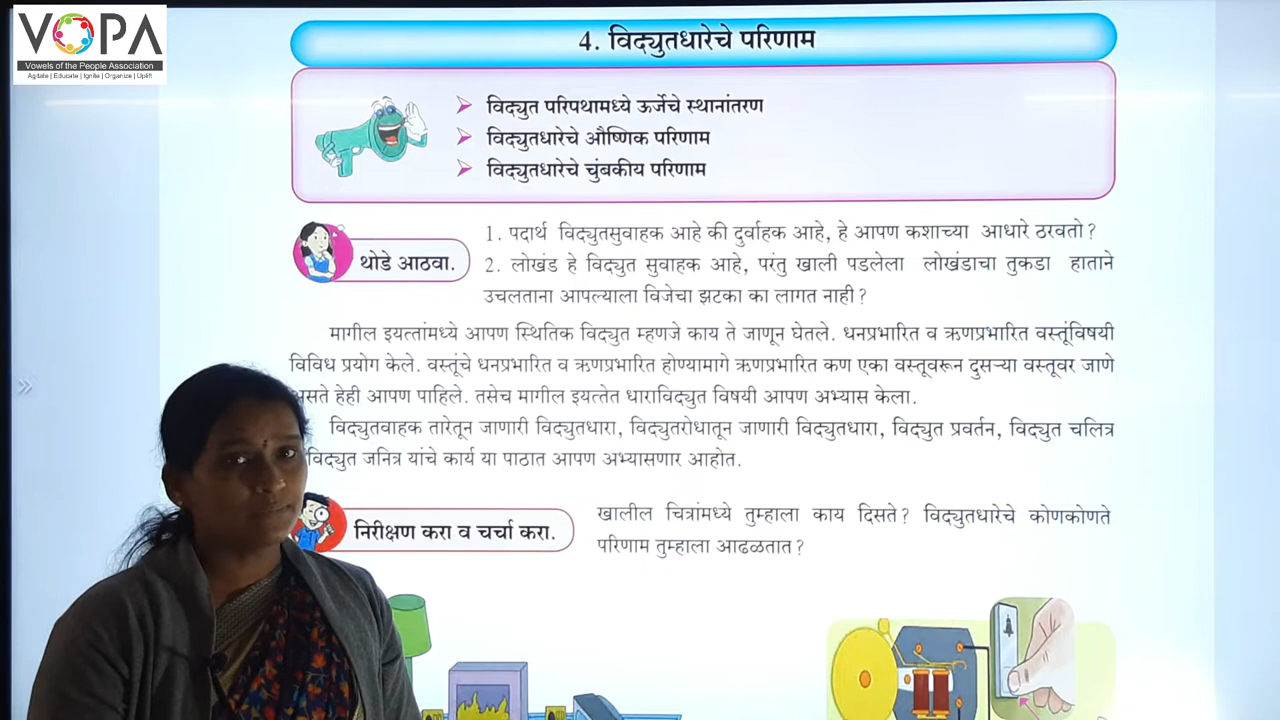 VOPA
Vowels of the People Association
Agitate | Educate | Ignite | Organize | Uplift
4. विद्युतधारेचे परिणाम
विद्युत परिपथामध्ये ऊर्जेचे स्थानांतरण
विद्युतधारेचे औष्णिक परिणाम
विद्युतधारेचे चुंबकीय परिणाम
थोडे आठवा.
1. पदार्थ विद्युतसुवाहक आहे की दुर्वाहक आहे, हे आपण कशाच्या आधारे ठरवतो?
2. लोखंड हे विद्युत सुवाहक आहे, परंतु खाली पडलेला लोखंडाचा तुकडा हाताने
उचलताना आपल्याला विजेचा झटका का लागत नाही?
मागील इयत्तांमध्ये आपण स्थितिक विद्युत म्हणजे काय ते जाणून घेतले. धनप्रभारित व ऋणप्रभारित वस्तूंविषयी
विविध प्रयोग केले. वस्तूंचे धनप्रभारित व ऋणप्रभारित होण्यामागे ऋणप्रभारित कण एका वस्तूवरून दुसऱ्या वस्तूवर जाणे
असते हेही आपण पाहिले. तसेच मागील इयत्तेत धाराविद्युत विषयी आपण अभ्यास केला.
विद्युतवाहक तारेतून जाणारी विद्युतधारा, विद्युतरोधातून जाणारी विद्युतधारा, विद्युत प्रवर्तन, विद्युत चलित्र
विद्युत जनित्र यांचे कार्य या पाठात आपण अभ्यासणार आहोत.
निरीक्षण करा व चर्चा करा.
खालील चित्रांमध्ये तुम्हाला काय दिसते? विद्युतधारेचे कोणकोणते
परिणाम तुम्हाला आढळतात?